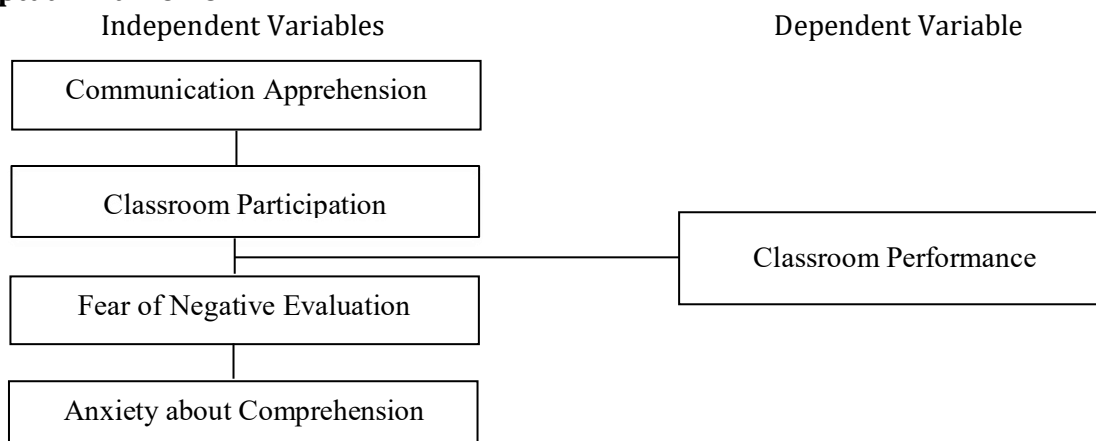 Independent Variables
Dependent Variable
Communication Apprehension
Classroom Participation
Fear of Negative Evaluation
Anxiety about Comprehension
Classroom Performance